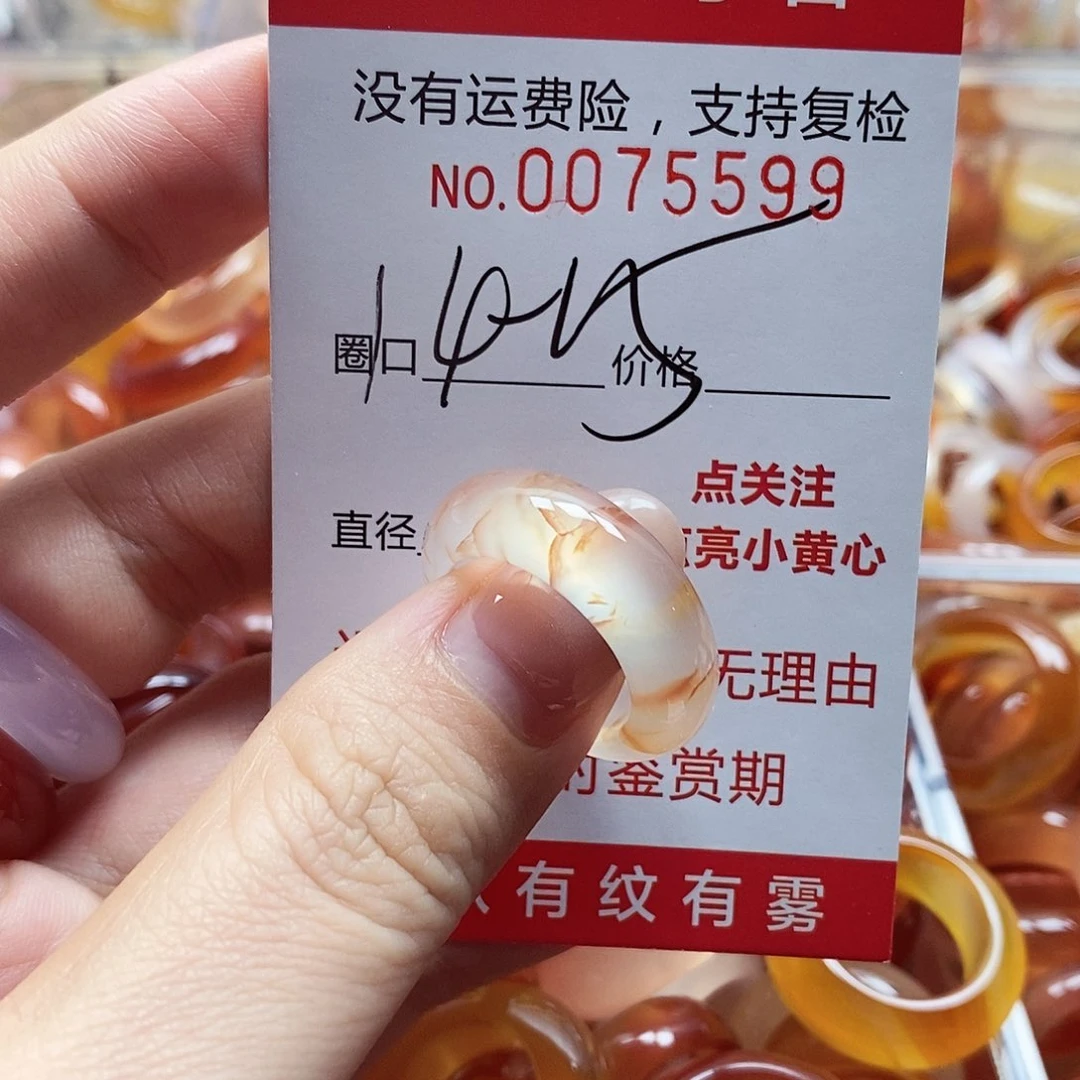 没有运费险，支持复检
NO.0075599
圈口 价格
点关注
直径
亮小黄心
无理由
的鉴赏期
有纹有雾